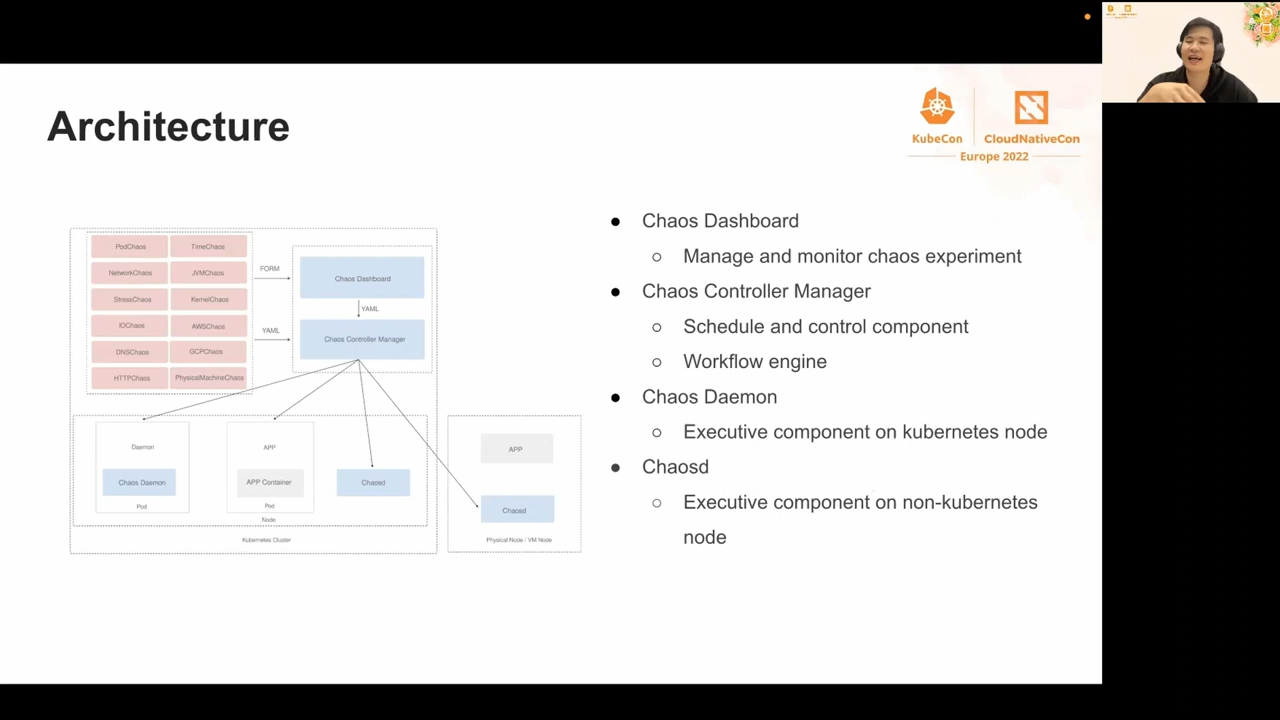 Architecture
KubeCon
CloudNativeCon
Europe 2022
PodChaos
TimeChaos
NetworkChaos
JVMChaos
StressChaos
KernelChaos
IOChaos
AWSChaos
DNSChaos
GCPChaos
HTTPChaos
PhysicalMachineChaos
FORM
YAML
Chaos Dashboard
YAML
Chaos Controller Manager
Daemon
Chaos Daemon
Pod
APP
APP Container
Pod
Chaosd
Node
Kubernetes Cluster
APP
Chaosd
Physical Node / VM Node
● Chaos Dashboard
○ Manage and monitor chaos experiment
● Chaos Controller Manager
○ Schedule and control component
○ Workflow engine
● Chaos Daemon
○ Executive component on kubernetes node
● Chaosd
○ Executive component on non-kubernetes
node